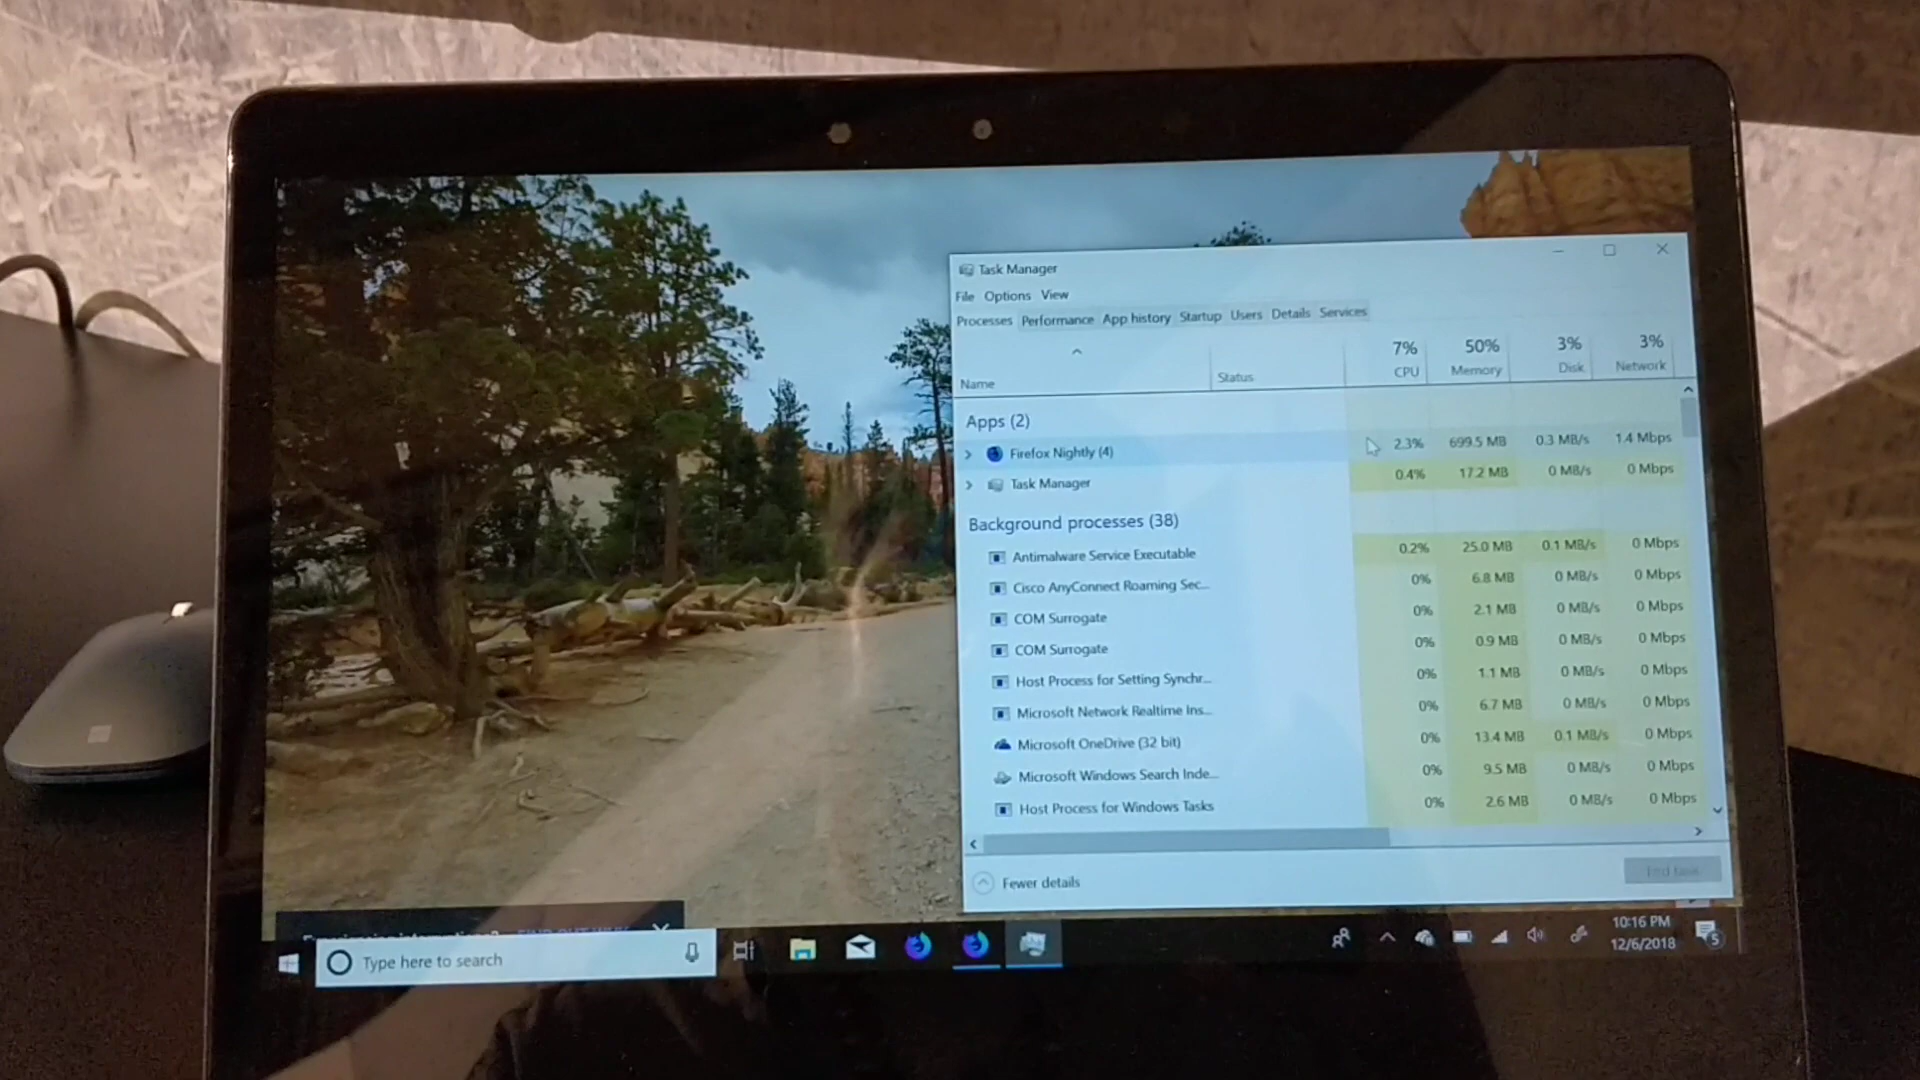 Task Manager
File Options View
Processes Performance App history Startup Users Details Services
7% 50% 3% 3%
Name Status CPU Memory Disk Network
Apps (2)
Firefox Nightly (4) 2.3% 699.5 MB 0.3 MB/s 1.4 Mbps
Task Manager 0.4% 17.2 MB 0 MB/s 0 Mbps
Background processes (38)
Antimalware Service Executable 0.2% 25.0 MB 0.1 MB/s 0 Mbps
Cisco AnyConnect Roaming Sec... 0% 6.8 MB 0 MB/s 0 Mbps
COM Surrogate 0% 2.1 MB 0 MB/s 0 Mbps
COM Surrogate 0% 0.9 MB 0 MB/s 0 Mbps
Host Process for Setting Synchr... 0% 1.1 MB 0 MB/s 0 Mbps
Microsoft Network Realtime Ins... 0% 6.7 MB 0 MB/s 0 Mbps
Microsoft OneDrive (32 bit) 0% 13.4 MB 0.1 MB/s 0 Mbps
Microsoft Windows Search Inde... 0% 9.5 MB 0 MB/s 0 Mbps
Host Process for Windows Tasks 0% 2.6 MB 0 MB/s 0 Mbps
Fewer details End task
Type here to search
10:16 PM
12/6/2018
5